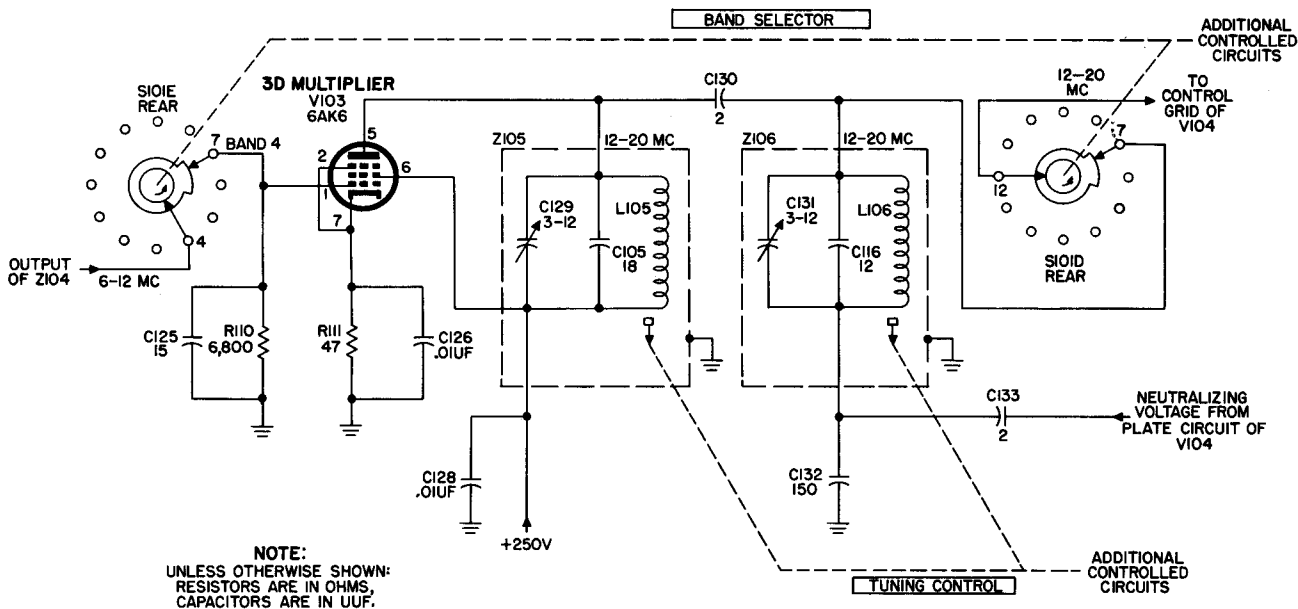 BAND SELECTOR
ADDITIONAL
CONTROLLED
CIRCUITS
SIOIE
REAR
7
BAND 4
4
OUTPUT
OF Z104
6-12 MC
3D MULTIPLIER
V103
6AK6
5
2
1
6
7
C125
15
R110
6,800
R111
47
C126
.01UF
C130
2
Z105
12-20 MC
C129
3-12
C105
18
L105
Z106
12-20 MC
C131
3-12
C116
12
L106
12-20
MC
TO
CONTROL
GRID OF
V104
7
12
SIOID
REAR
C128
.01UF
+250V
C132
150
C133
2
NEUTRALIZING
VOLTAGE FROM
PLATE CIRCUIT OF
V104
NOTE:
UNLESS OTHERWISE SHOWN:
RESISTORS ARE IN OHMS,
CAPACITORS ARE IN UUF.
TUNING CONTROL
ADDITIONAL
CONTROLLED
CIRCUITS